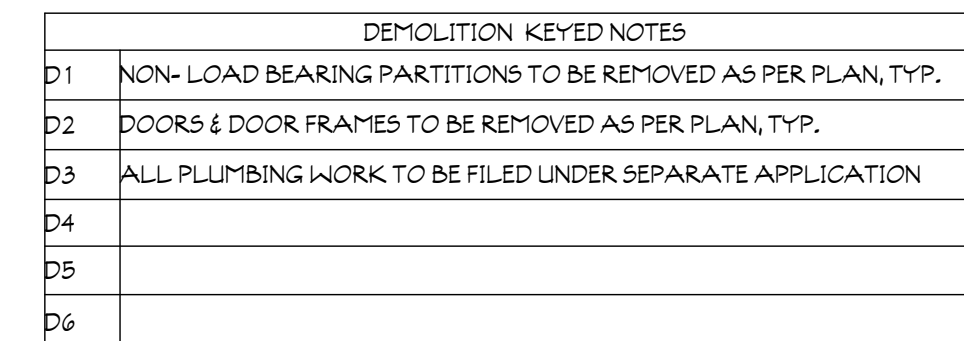 DEMOLITION KEYED NOTES
D1 NON- LOAD BEARING PARTITIONS TO BE REMOVED AS PER PLAN, TYP.
D2 DOORS & DOOR FRAMES TO BE REMOVED AS PER PLAN, TYP.
D3 ALL PLUMBING WORK TO BE FILED UNDER SEPARATE APPLICATION
D4
D5
D6